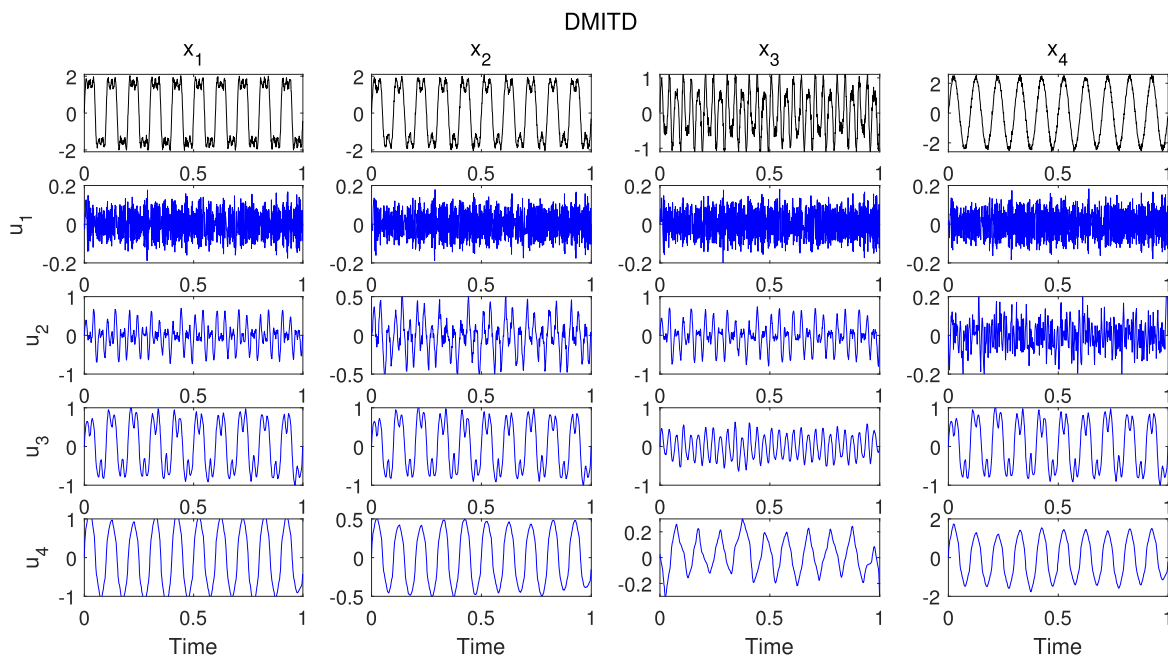 DMITD
x1 x2 x3 x4
2 2 1 2
0 0 0 0
-2 -2 -1 -2
0 0.5 1 0 0.5 1 0 0.5 1 0 0.5 1
0.2 0.2 0.2 0.2
u1 0 0 0 0
-0.2 -0.2 -0.2 -0.2
0 0.5 1 0 0.5 1 0 0.5 1 0 0.5 1
1 0.5 1 0.2
u2 0 0 0 0
-1 -0.5 -1 -0.2
0 0.5 1 0 0.5 1 0 0.5 1 0 0.5 1
1 1 1 1
u3 0 0 0 0
-1 -1 -1 -1
0 0.5 1 0 0.5 1 0 0.5 1 0 0.5 1
1 0.5 0.2 2
u4 0 0 0 0
-1 -0.5 -0.2 -2
0 0.5 1 0 0.5 1 0 0.5 1 0 0.5 1
Time Time Time Time